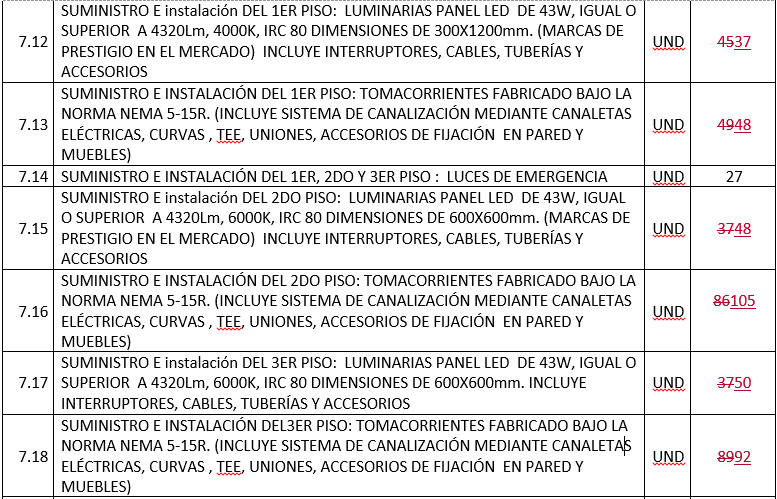 SUMINISTRO E instalación DEL 1ER PISO: LUMINARIAS PANEL LED DE 43W, IGUAL O
7.12 SUPERIOR A 4320Lm, 4000K, IRC 80 DIMENSIONES DE 300X1200mm. (MARCAS DE UND 4537
PRESTIGIO EN EL MERCADO) INCLUYE INTERRUPTORES, CABLES, TUBERÍAS Y
ACCESORIOS
SUMINISTRO E INSTALACIÓN DEL 1ER PISO: TOMACORRIENTES FABRICADO BAJO LA
7.13 NORMA NEMA 5-15R. (INCLUYE SISTEMA DE CANALIZACIÓN MEDIANTE CANALETAS UND 4948
ELÉCTRICAS, CURVAS , TEE, UNIONES, ACCESORIOS DE FIJACIÓN EN PARED Y
MUEBLES)
7.14 SUMINISTRO E INSTALACIÓN DEL 1ER, 2DO Y 3ER PISO : LUCES DE EMERGENCIA UND 27
SUMINISTRO E instalación DEL 2DO PISO: LUMINARIAS PANEL LED DE 43W, IGUAL
7.15 O SUPERIOR A 4320Lm, 6000K, IRC 80 DIMENSIONES DE 600X600mm. (MARCAS DE UND 3748
PRESTIGIO EN EL MERCADO) INCLUYE INTERRUPTORES, CABLES, TUBERÍAS Y
ACCESORIOS
SUMINISTRO E INSTALACIÓN DEL 2DO PISO: TOMACORRIENTES FABRICADO BAJO LA
7.16 NORMA NEMA 5-15R. (INCLUYE SISTEMA DE CANALIZACIÓN MEDIANTE CANALETAS UND 86105
ELÉCTRICAS, CURVAS , TEE, UNIONES, ACCESORIOS DE FIJACIÓN EN PARED Y
MUEBLES)
SUMINISTRO E instalación DEL 3ER PISO: LUMINARIAS PANEL LED DE 43W, IGUAL O
7.17 SUPERIOR A 4320Lm, 6000K, IRC 80 DIMENSIONES DE 600X600mm. INCLUYE UND 3750
INTERRUPTORES, CABLES, TUBERÍAS Y ACCESORIOS
SUMINISTRO E INSTALACIÓN DEL3ER PISO: TOMACORRIENTES FABRICADO BAJO LA
7.18 NORMA NEMA 5-15R. (INCLUYE SISTEMA DE CANALIZACIÓN MEDIANTE CANALETAS UND 8992
ELÉCTRICAS, CURVAS , TEE, UNIONES, ACCESORIOS DE FIJACIÓN EN PARED Y
MUEBLES)